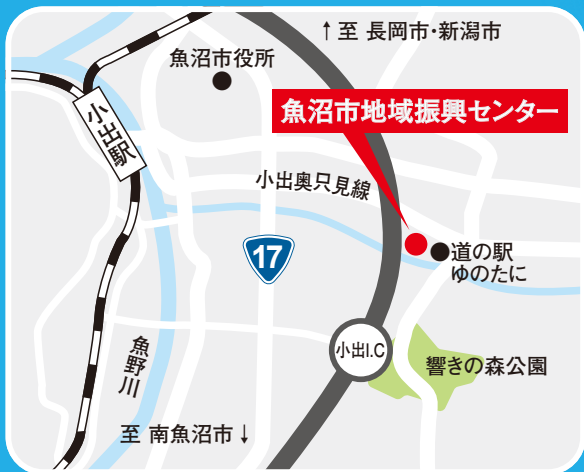 ↑至 長岡市・新潟市
魚沼市役所
魚沼市地域振興センター
小出駅
小出奥只見線
17
道の駅
ゆのたに
小出I.C
響きの森公園
魚野川
至 南魚沼市↓